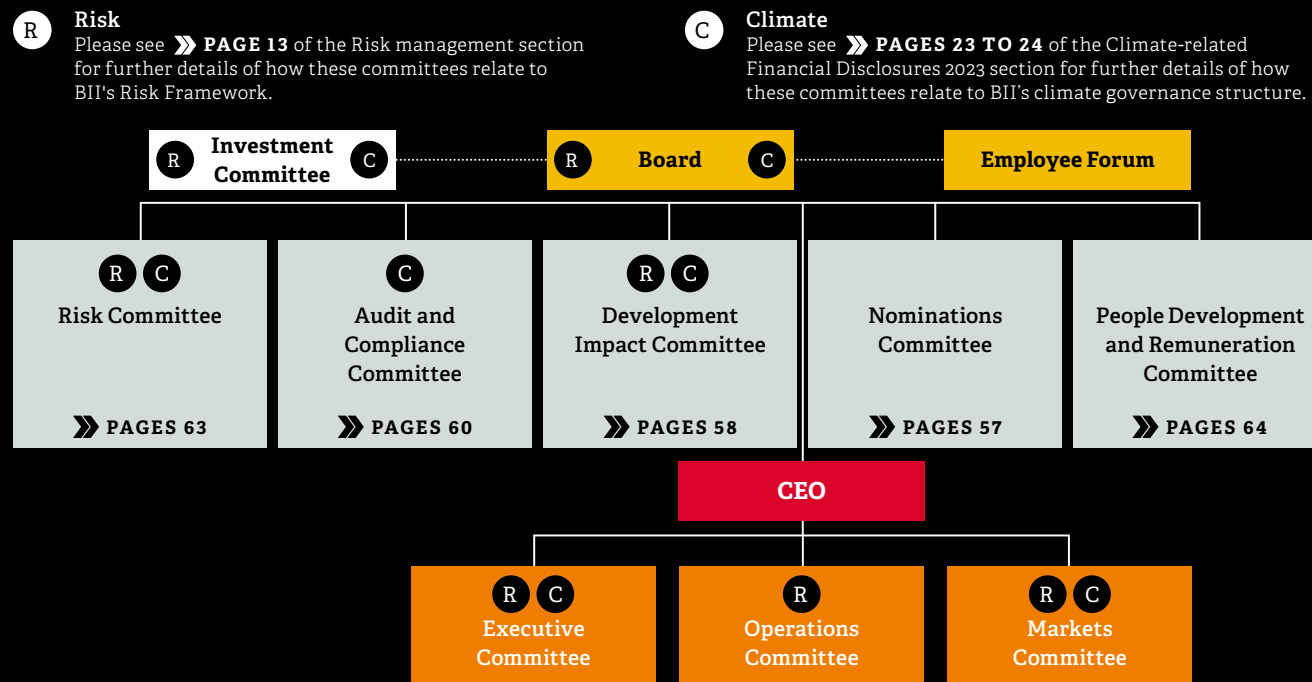 R
Risk
Please see PAGE 13 of the Risk management section
for further details of how these committees relate to
BII's Risk Framework.
C
Climate
Please see PAGES 23 TO 24 of the Climate-related
Financial Disclosures 2023 section for further details of how
these committees relate to BII’s climate governance structure.
R
Investment
Committee
C
R
Board
C
Employee Forum
R C
Risk Committee
PAGES 63
C
Audit and
Compliance
Committee
PAGES 60
R C
Development
Impact Committee
PAGES 58
Nominations
Committee
PAGES 57
People Development
and Remuneration
Committee
PAGES 64
CEO
R C
Executive
Committee
R
Operations
Committee
R C
Markets
Committee